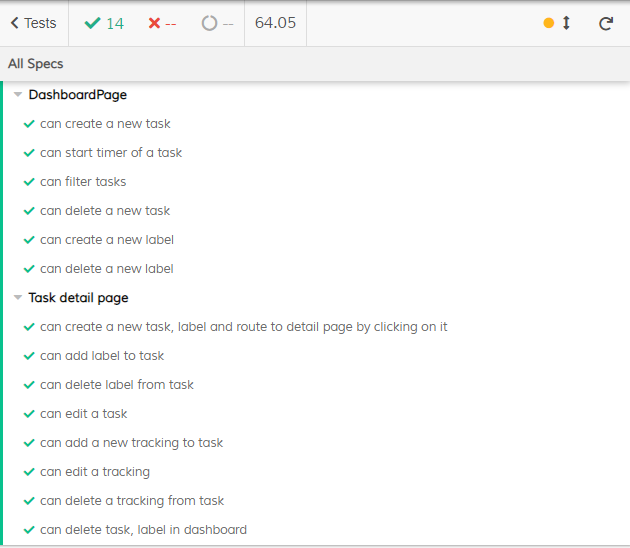 Tests 14 -- -- 64.05
All Specs
DashboardPage
can create a new task
can start timer of a task
can filter tasks
can delete a new task
can create a new label
can delete a new label
Task detail page
can create a new task, label and route to detail page by clicking on it
can add label to task
can delete label from task
can edit a task
can add a new tracking to task
can edit a tracking
can delete a tracking from task
can delete task, label in dashboard